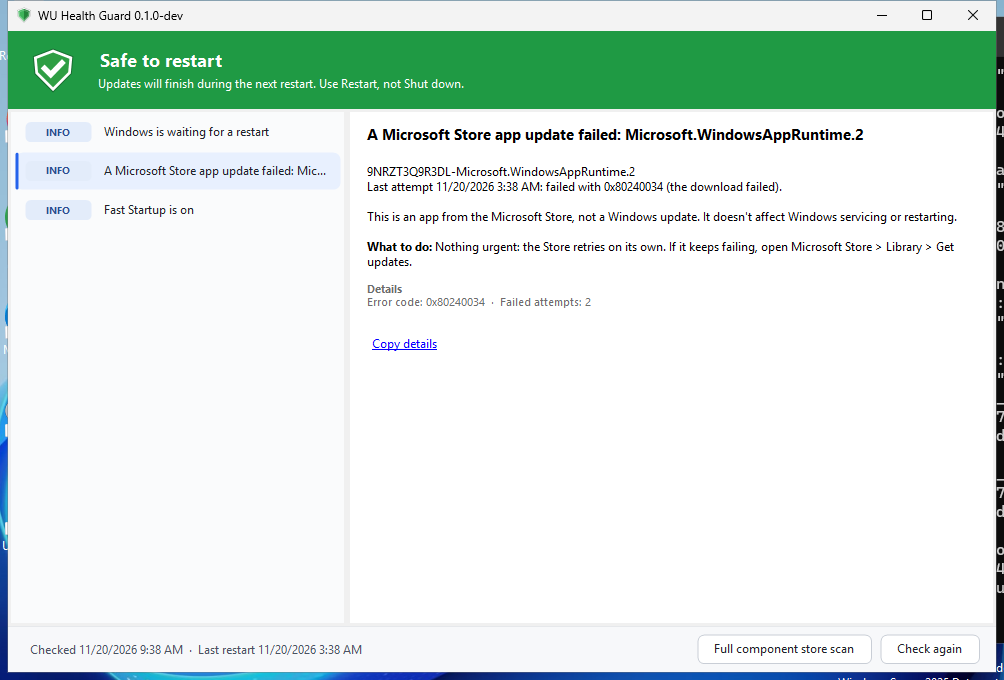 WU Health Guard 0.1.0-dev
Safe to restart
Updates will finish during the next restart. Use Restart, not Shut down.
INFO Windows is waiting for a restart
INFO A Microsoft Store app update failed: Mic...
INFO Fast Startup is on
A Microsoft Store app update failed: Microsoft.WindowsAppRuntime.2
9NRZT3Q9R3DL-Microsoft.WindowsAppRuntime.2
Last attempt 11/20/2026 3:38 AM: failed with 0x80240034 (the download failed).
This is an app from the Microsoft Store, not a Windows update. It doesn't affect Windows servicing or restarting.
What to do: Nothing urgent: the Store retries on its own. If it keeps failing, open Microsoft Store > Library > Get
updates.
Details
Error code: 0x80240034 · Failed attempts: 2
Copy details
Checked 11/20/2026 9:38 AM · Last restart 11/20/2026 3:38 AM
Full component store scan
Check again